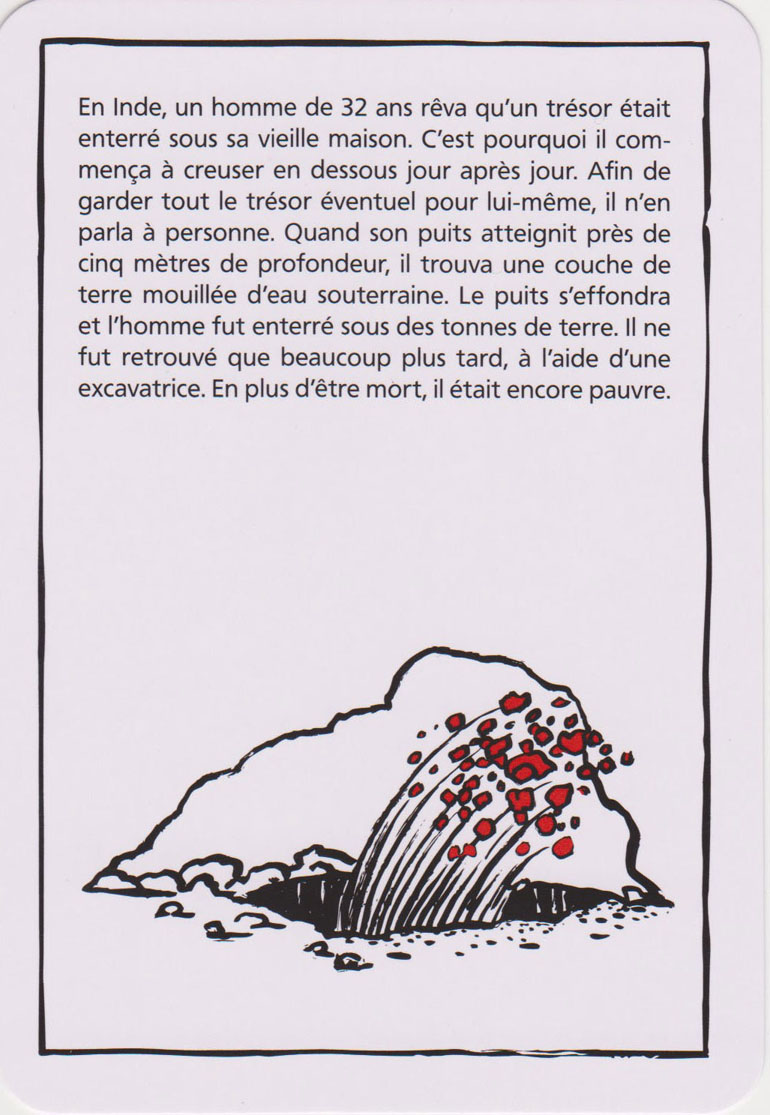 En Inde, un homme de 32 ans rêva qu’un trésor était
enterré sous sa vieille maison. C’est pourquoi il com-
mença à creuser en dessous jour après jour. Afin de
garder tout le trésor éventuel pour lui-même, il n’en
parla à personne. Quand son puits atteignit près de
cinq mètres de profondeur, il trouva une couche de
terre mouillée d’eau souterraine. Le puits s’effondra
et l’homme fut enterré sous des tonnes de terre. Il ne
fut retrouvé que beaucoup plus tard, à l’aide d’une
excavatrice. En plus d’être mort, il était encore pauvre.